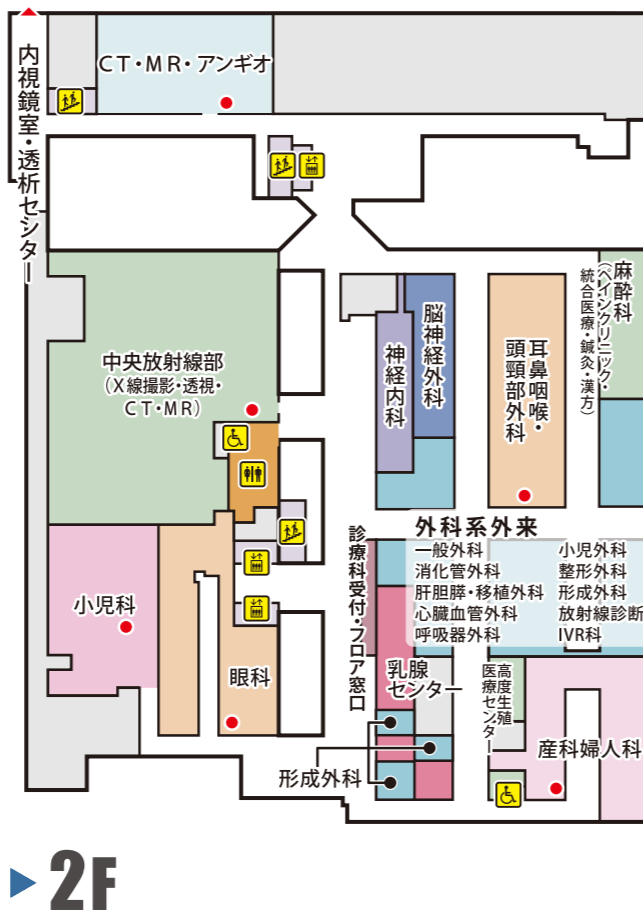 CT・MR・アンギオ
内視鏡室・透析センター
中央放射線部
(X線撮影・透視・
CT・MR)
神経内科
脳神経外科
耳鼻咽喉・
頭頸部外科
麻酔科
(ペインクリニック・
統合医療・鍼灸・漢方)
小児科
眼科
診療科受付・フロア窓口
外科系外来
一般外科
消化管外科
肝胆膵・移植外科
心臓血管外科
呼吸器外科
小児外科
整形外科
形成外科
放射線診断
IVR科
乳腺
センター
高度生殖
医療センター
産科婦人科
形成外科
2F